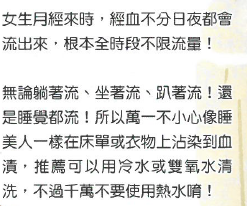 女生月經來時，經血不分日夜都會
流出來，根本全時段不限流量！
無論躺著流、坐著流、趴著流！還
是睡覺都流！所以萬一不小心像睡
美人一樣在床單或衣物上沾染到血
漬，推薦可以用冷水或雙氧水清
洗，不過千萬不要使用熱水唷！